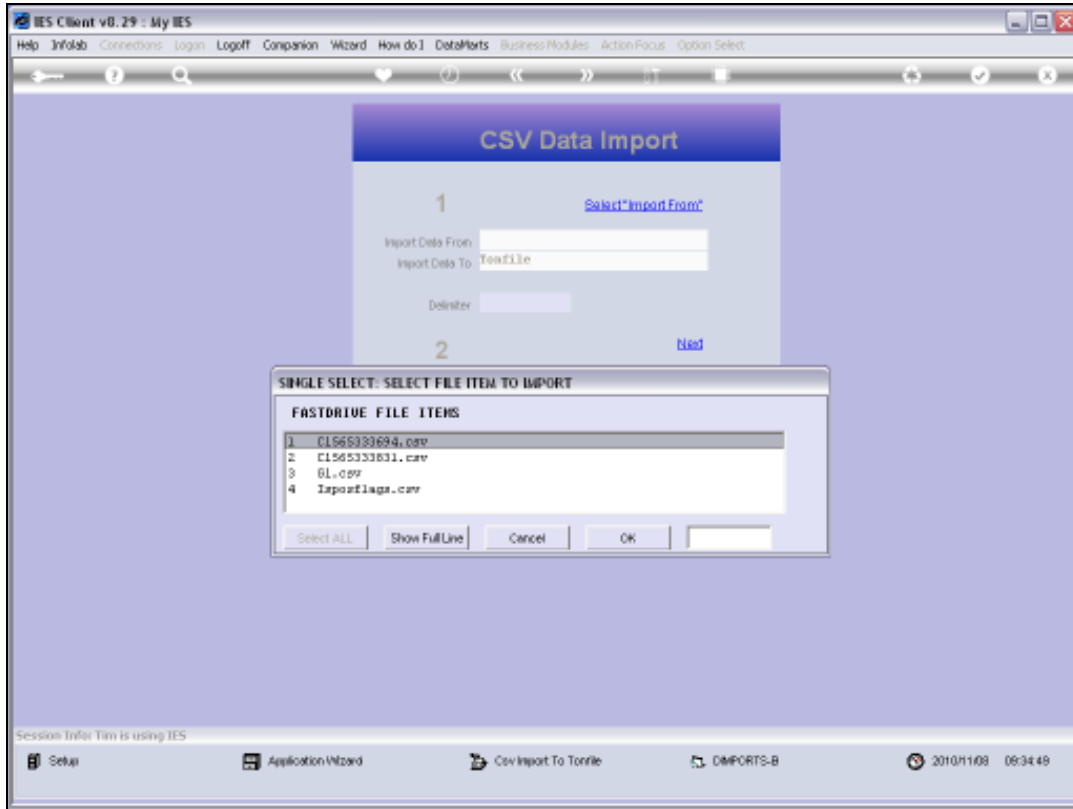 IES Client v8.29 : My IES
Help Infolab Connections Logon Logoff Companion Wizard How do I DataMarts Business Modules Action Focus Option Select
CSV Data Import
1
Select "Import From"
Import Data From
Import Data To Tonfile
Delimiter
2
Next
SINGLE SELECT: SELECT FILE ITEM TO IMPORT
FASTDRIVE FILE ITEMS
1 C1565333694.csv
2 C1565333831.csv
3 Gl.csv
4 Isposflags.csv
Select ALL Show Full Line Cancel OK
Session Info: Tim is using IES
Setup Application Wizard Csv Import To Tonfile DIMPORTS-B 2010/11/08 09:34:49